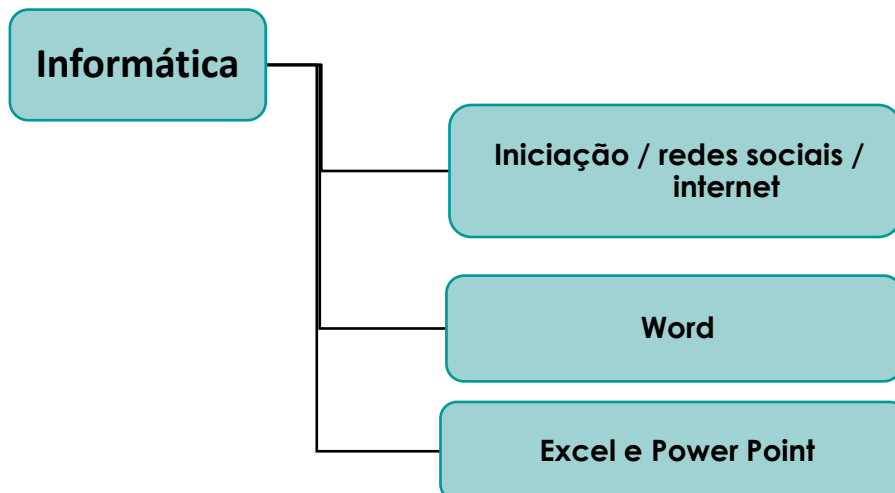 Informática
Iniciação / redes sociais /
internet
Word
Excel e Power Point